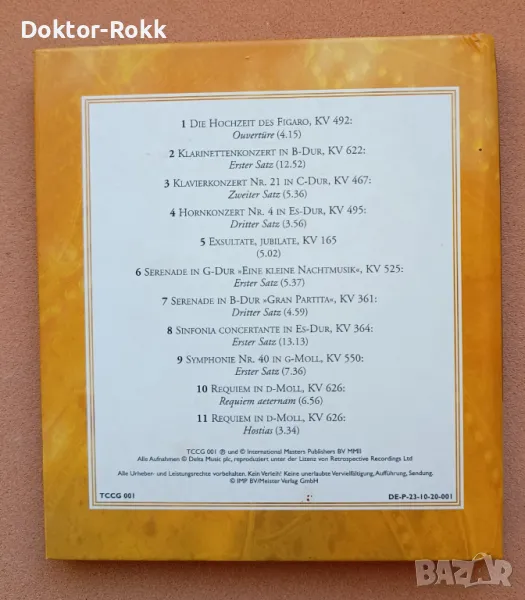 Doktor-Rokk
1 Die Hochzeit des Figaro, KV 492:
Ouvertüre (4.15)
2 Klarinettenkonzert in B-Dur, KV 622:
Erster Satz (12.52)
3 Klavierkonzert Nr. 21 in C-Dur, KV 467:
Zweiter Satz (5.36)
4 Hornkonzert Nr. 4 in Es-Dur, KV 495:
Dritter Satz (3.56)
5 Exsultate, jubilate, KV 165
(5.02)
6 Serenade in G-Dur »Eine kleine Nachtmusik«, KV 525:
Erster Satz (5.37)
7 Serenade in B-Dur »Gran Partita«, KV 361:
Dritter Satz (4.59)
8 Sinfonia concertante in Es-Dur, KV 364:
Erster Satz (13.13)
9 Symphonie Nr. 40 in g-Moll, KV 550:
Erster Satz (7.36)
10 Requiem in d-Moll, KV 626:
Requiem aeternam (6.56)
11 Requiem in d-Moll, KV 626:
Hostias (3.34)
TCCG 001 ℗ und © International Masters Publishers BV MMII
Alle Aufnahmen © Delta Music plc, reproduziert unter der Lizenz von Retrospective Recordings Ltd
Alle Urheber- und Leistungsrechte vorbehalten. Kein Verleih! Keine unerlaubte Vervielfältigung, Aufführung, Sendung.
© IMP BV/Meister Verlag GmbH
TCCG 001
DE-P-23-10-20-001
BAZAR